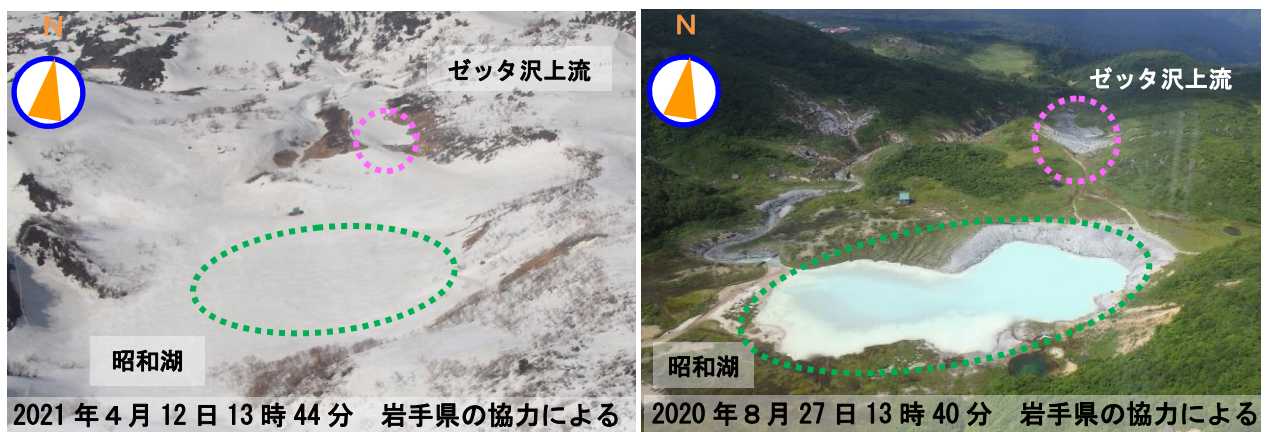 N
ゼッタ沢上流
昭和湖
2021年4月12日13時44分 岩手県の協力による
N
ゼッタ沢上流
昭和湖
2020年8月27日13時40分 岩手県の協力による